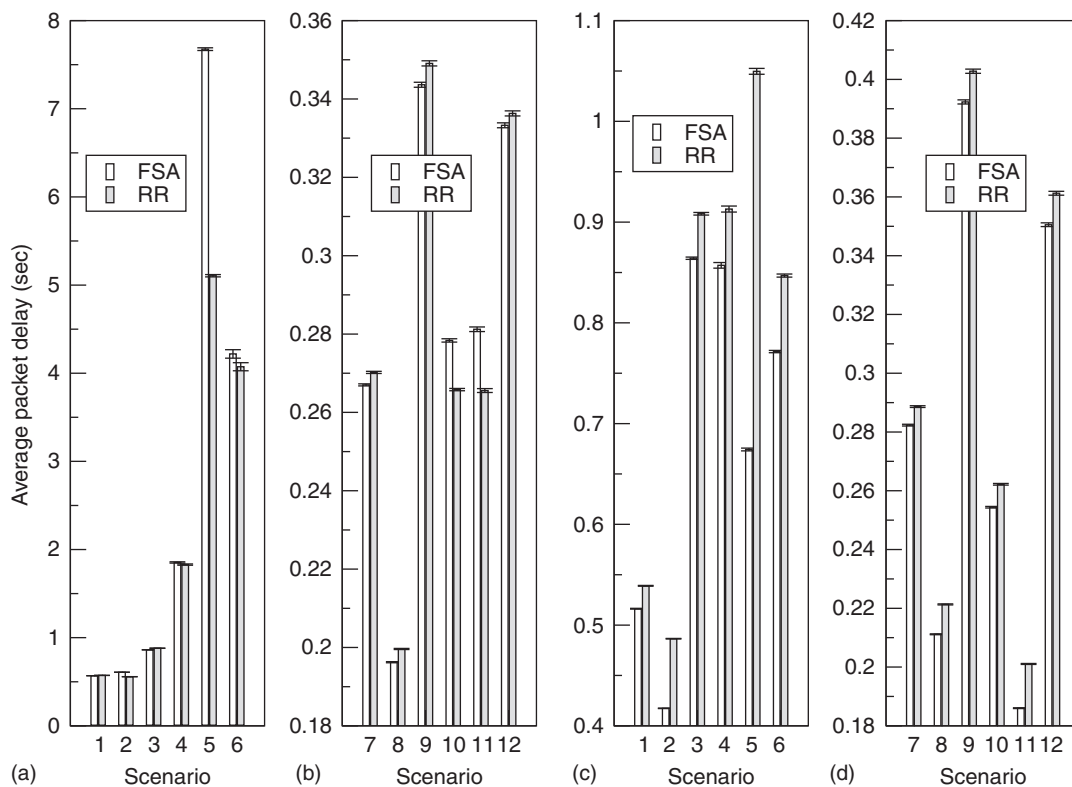 Average packet delay (sec)
8
7
6
5
4
3
2
1
0
FSA
RR
1 2 3 4 5 6
(a)
Scenario
0.36
0.34
0.32
0.3
0.28
0.26
0.24
0.22
0.2
0.18
FSA
RR
7 8 9 10 11 12
(b)
Scenario
1.1
1
0.9
0.8
0.7
0.6
0.5
0.4
FSA
RR
1 2 3 4 5 6
(c)
Scenario
0.42
0.4
0.38
0.36
0.34
0.32
0.3
0.28
0.26
0.24
0.22
0.2
0.18
FSA
RR
7 8 9 10 11 12
(d)
Scenario